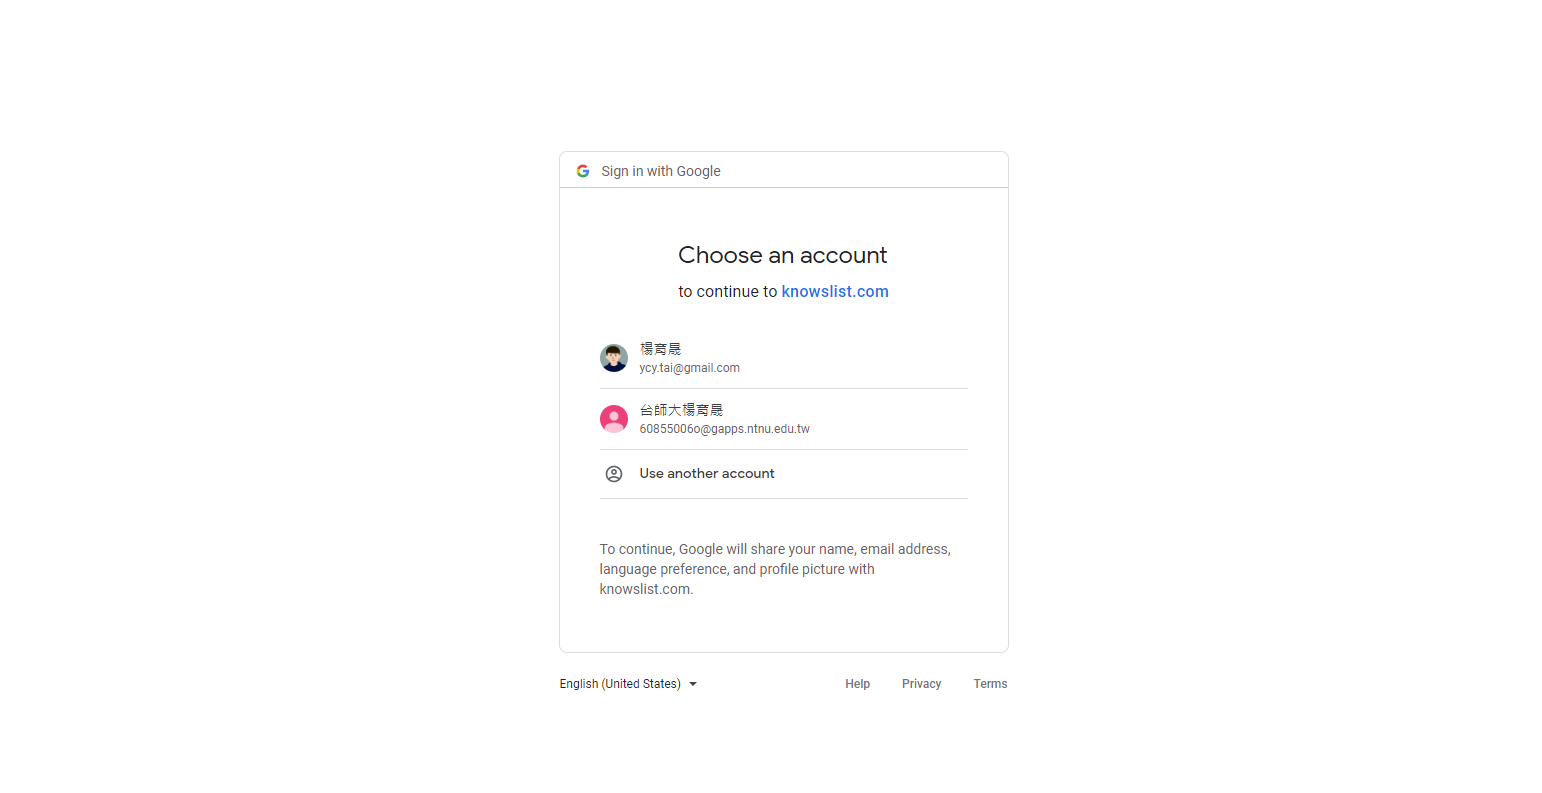 Sign in with Google
Choose an account
to continue to knowslist.com
楊育晟
ycy.tai@gmail.com
台師大楊育晟
60855006o@gapps.ntnu.edu.tw
Use another account
To continue, Google will share your name, email address,
language preference, and profile picture with
knowslist.com.
English (United States)
Help
Privacy
Terms